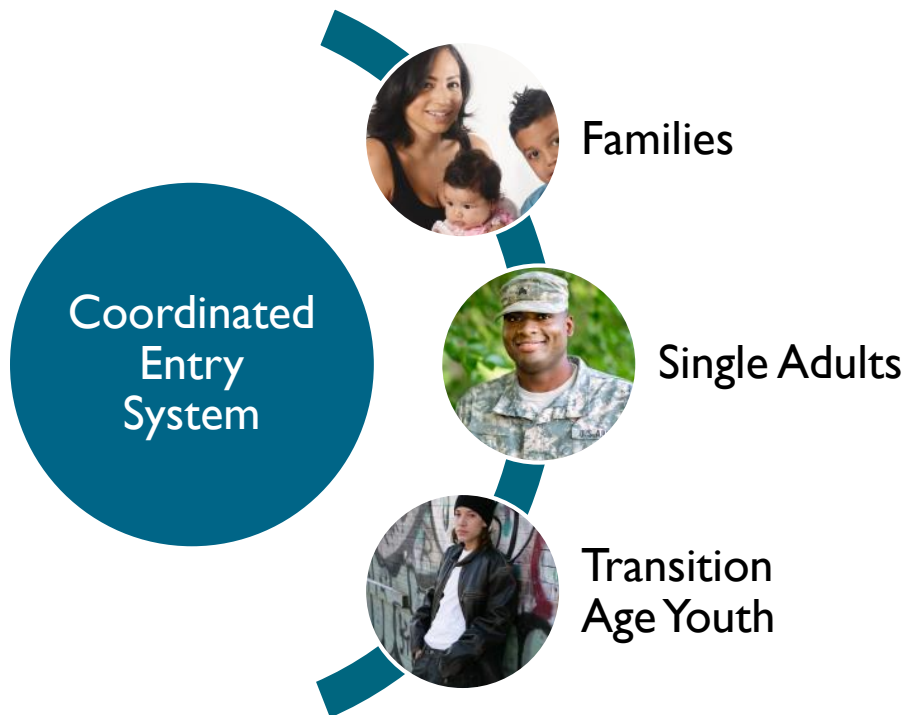 Families
Coordinated
Entry
System
Single Adults
Transition
Age Youth